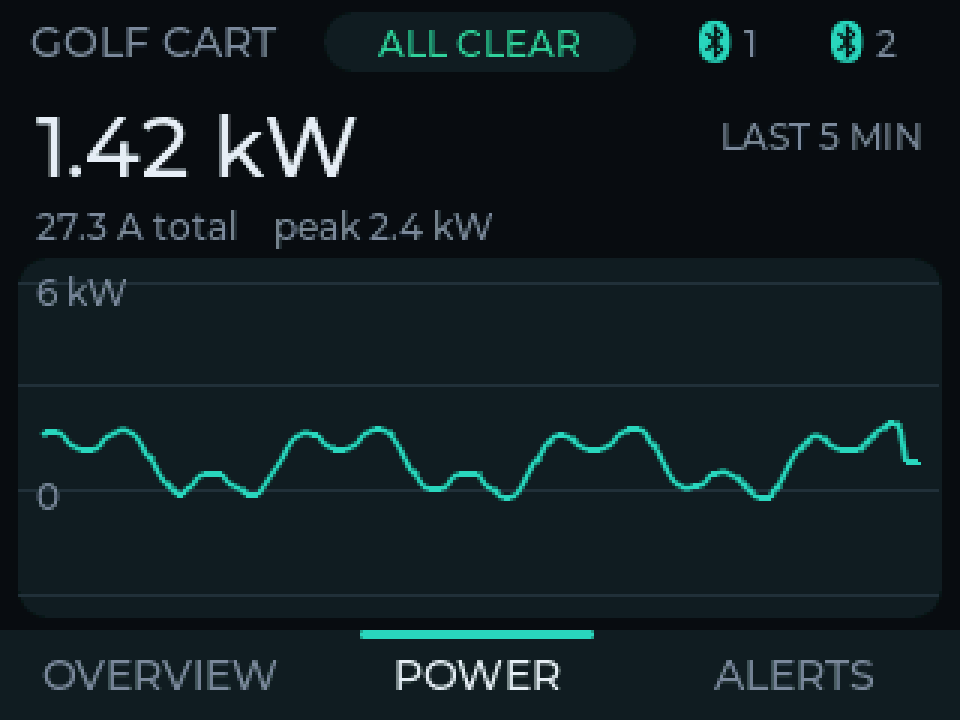 GOLF CART ALL CLEAR 1 2
1.42 kW LAST 5 MIN
27.3 A total peak 2.4 kW
6 kW
0
OVERVIEW POWER ALERTS